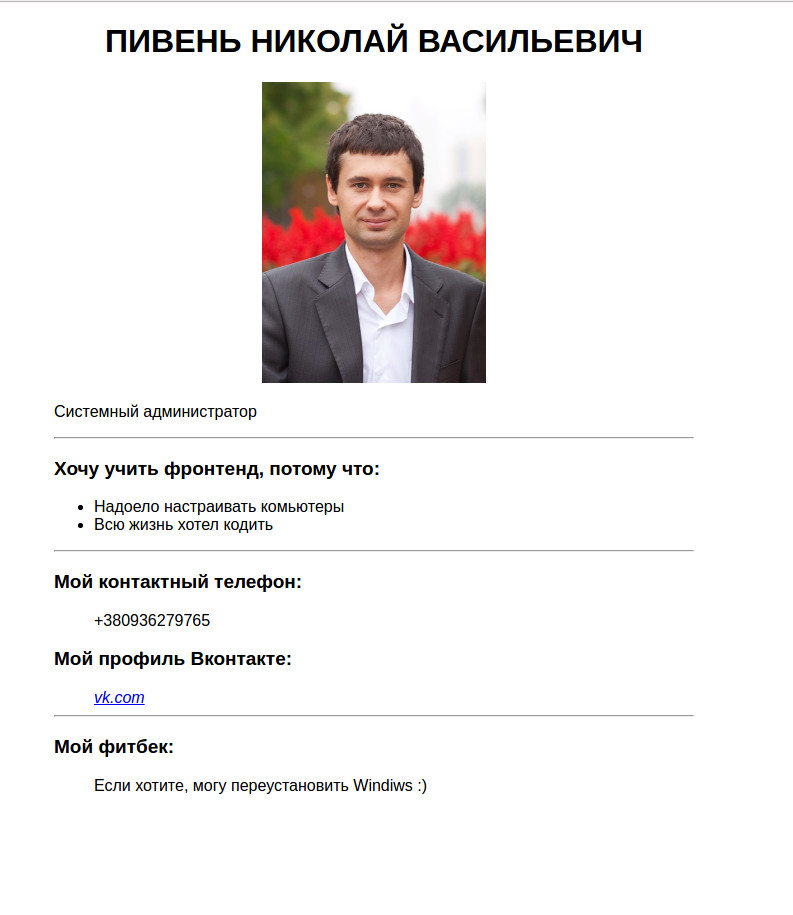 ПИВЕНЬ НИКОЛАЙ ВАСИЛЬЕВИЧ
Системный администратор
Хочу учить фронтенд, потому что:
Надоело настраивать комьютеры
Всю жизнь хотел кодить
Мой контактный телефон:
+380936279765
Мой профиль Вконтакте:
vk.com
Мой фитбек:
Если хотите, могу переустановить Windiws :)